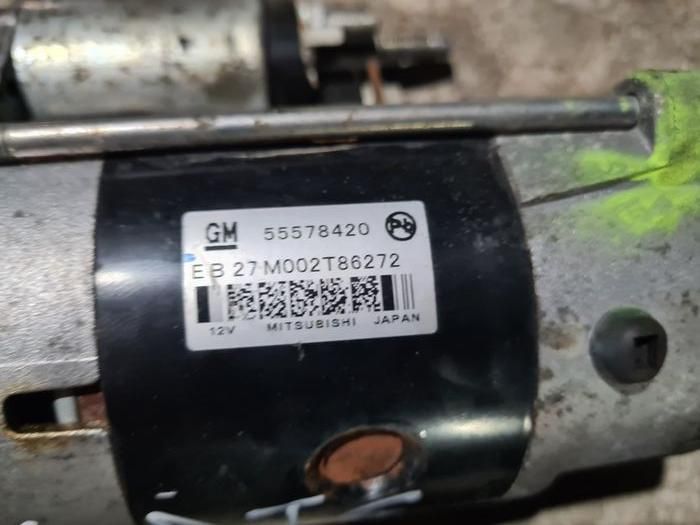 GM 55578420 Pb
EB 27 M002T86272
12V MITSUBISHI JAPAN